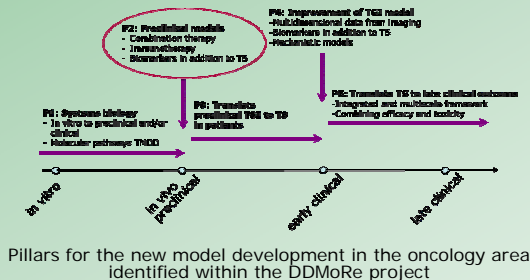 P2: Preclinical models
- Combination therapy
- Immunotherapy
- Biomarkers in addition to TS
P4: Improvement of TGI model
-Multidimensional data from imaging
-Biomarkers in addition to TS
-Mechanistic models
P1: Systems biology
- In vitro to preclinical and/or
clinical
- Molecular pathways TMDD
P3: Translate
preclinical TGI to TS
in patients
P5: Translate TS to late clinical outcome
-Integrated and multiscale framework
-Combining efficacy and toxicity
in vitro
in vivo
preclinical
early clinical
late clinical
Pillars for the new model development in the oncology area
identified within the DDMoRe project